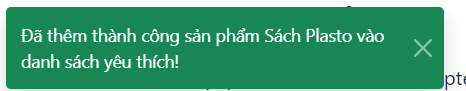 Đã thêm thành công sản phẩm Sách Plasto vào
danh sách yêu thích!